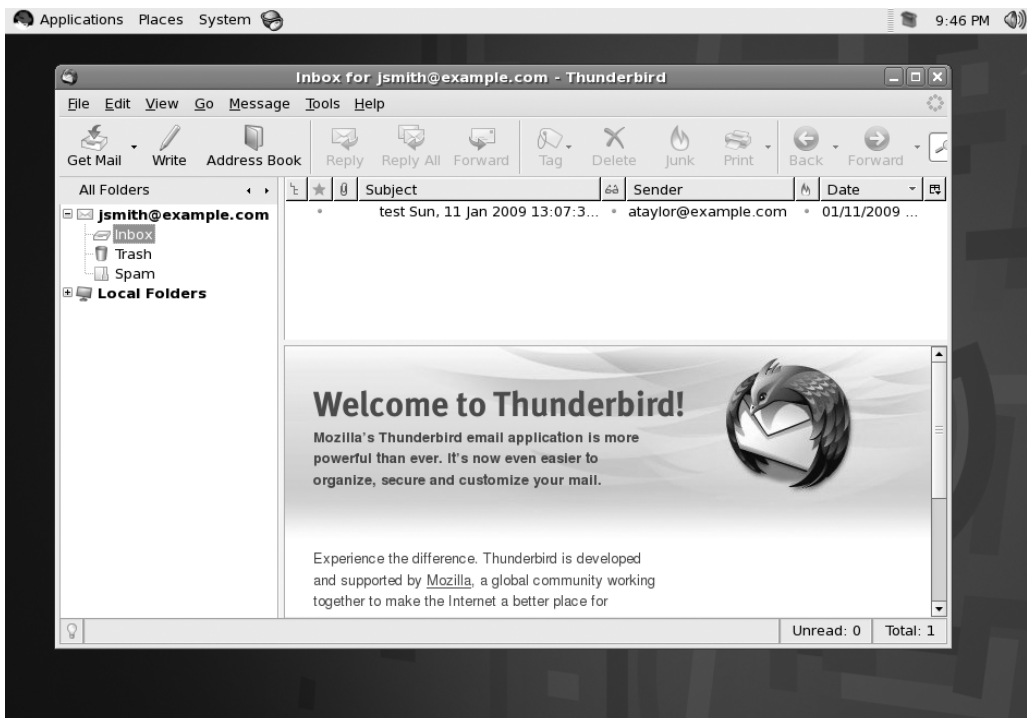 Applications Places System 9:46 PM
Inbox for jsmith@example.com - Thunderbird
File Edit View Go Message Tools Help
Get Mail Write Address Book Reply Reply All Forward Tag Delete Junk Print Back Forward
All Folders Subject Sender Date
jsmith@example.com
Inbox
Trash
Spam
Local Folders
test Sun, 11 Jan 2009 13:07:3... ataylor@example.com 01/11/2009 ...
Welcome to Thunderbird!
Mozilla's Thunderbird email application is more
powerful than ever. It's now even easier to
organize, secure and customize your mail.
Experience the difference. Thunderbird is developed
and supported by Mozilla, a global community working
together to make the Internet a better place for
Unread: 0 Total: 1